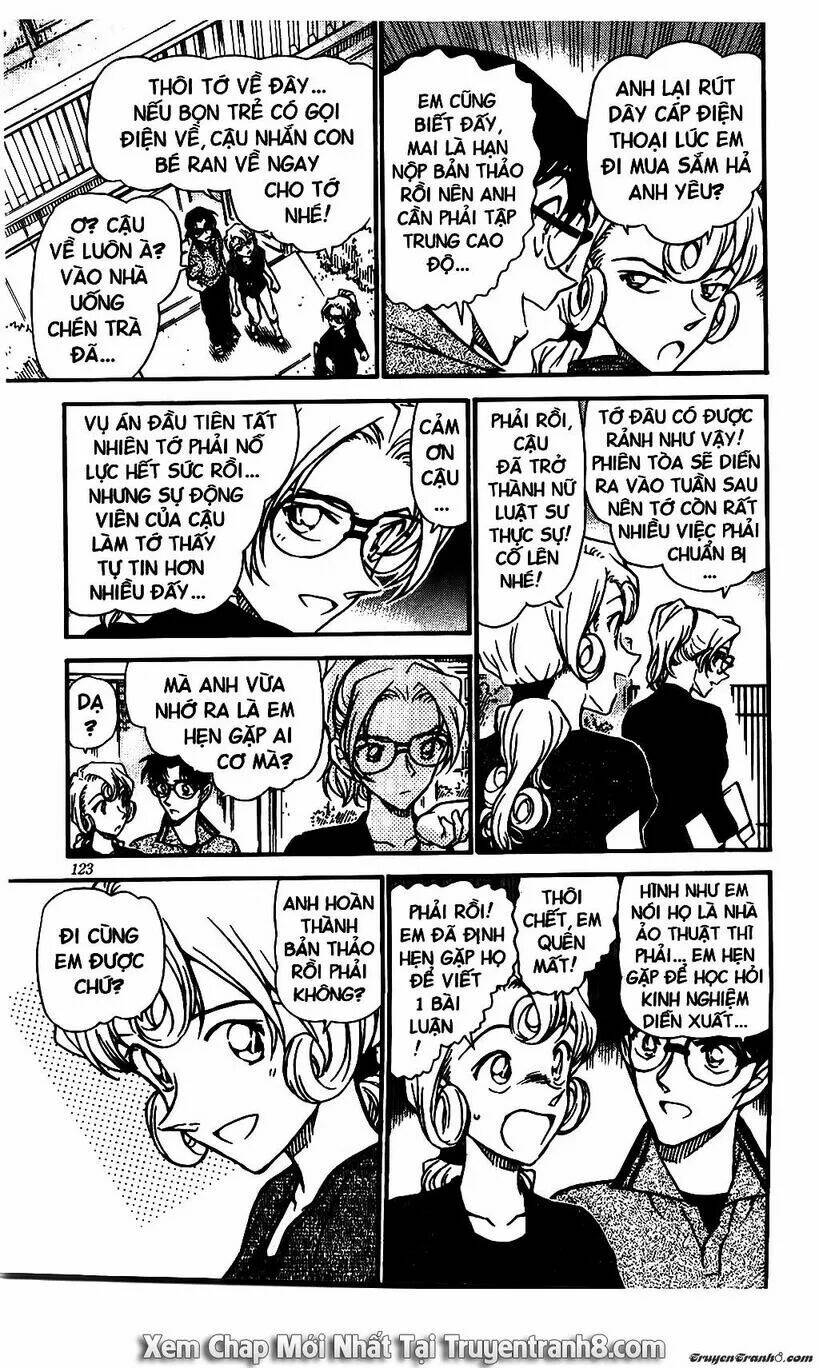 ANH LẠI RÚT
DÂY CÁP ĐIỆN
THOẠI LÚC EM
ĐI MUA SẮM HẢ
ANH YÊU?
EM CŨNG
BIẾT ĐẤY,
MAI LÀ HẠN
NỘP BẢN THẢO
RỒI NÊN ANH
CẦN PHẢI TẬP
TRUNG CAO
ĐỘ...
THÔI TỚ VỀ ĐÂY...
NẾU BỌN TRẺ CÓ GỌI
ĐIỆN VỀ, CẬU NHẮN CON
BÉ RAN VỀ NGAY
CHO TỚ
NHÉ!
Ơ? CẬU
VỀ LUÔN À?
VÀO NHÀ
UỐNG
CHÉN TRÀ
ĐÃ...
TỚ ĐÂU CÓ ĐƯỢC
RẢNH NHƯ VẬY!
PHIÊN TÒA SẼ DIỄN
RA VÀO TUẦN SAU
NÊN TỚ CÒN RẤT
NHIỀU VIỆC PHẢI
CHUẨN BỊ
...
PHẢI RỒI,
CẬU
ĐÃ TRỞ
THÀNH NỮ
LUẬT SƯ
THỰC SỰ!
CỐ LÊN
NHÉ!
CẢM
ƠN
CẬU
...
VỤ ÁN ĐẦU TIÊN TẤT
NHIÊN TỚ PHẢI NỖ
LỰC HẾT SỨC RỒI...
NHƯNG SỰ ĐỘNG
VIÊN CỦA CẬU
LÀM TỚ THẤY
TỰ TIN HƠN
NHIỀU ĐẤY...
MÀ ANH VỪA
NHỚ RA LÀ EM
HẸN GẶP AI
CƠ MÀ?
DẠ
?
123
HÌNH NHƯ EM
NÓI HỌ LÀ NHÀ
ẢO THUẬT THÌ
PHẢI... EM HẸN
GẶP ĐỂ HỌC HỎI
KINH NGHIỆM
DIỄN XUẤT...
THÔI
CHẾT, EM
QUÊN
MẤT!
PHẢI RỒI!
EM ĐÃ ĐỊNH
HẸN GẶP HỌ
ĐỂ VIẾT
1 BÀI
LUẬN!
ANH HOÀN
THÀNH
BẢN THẢO
RỒI PHẢI
KHÔNG?
ĐI CÙNG
EM ĐƯỢC
CHỨ?
Xem Chap Mới Nhất Tại Truyentranh8.com
TruyenTranh8.com